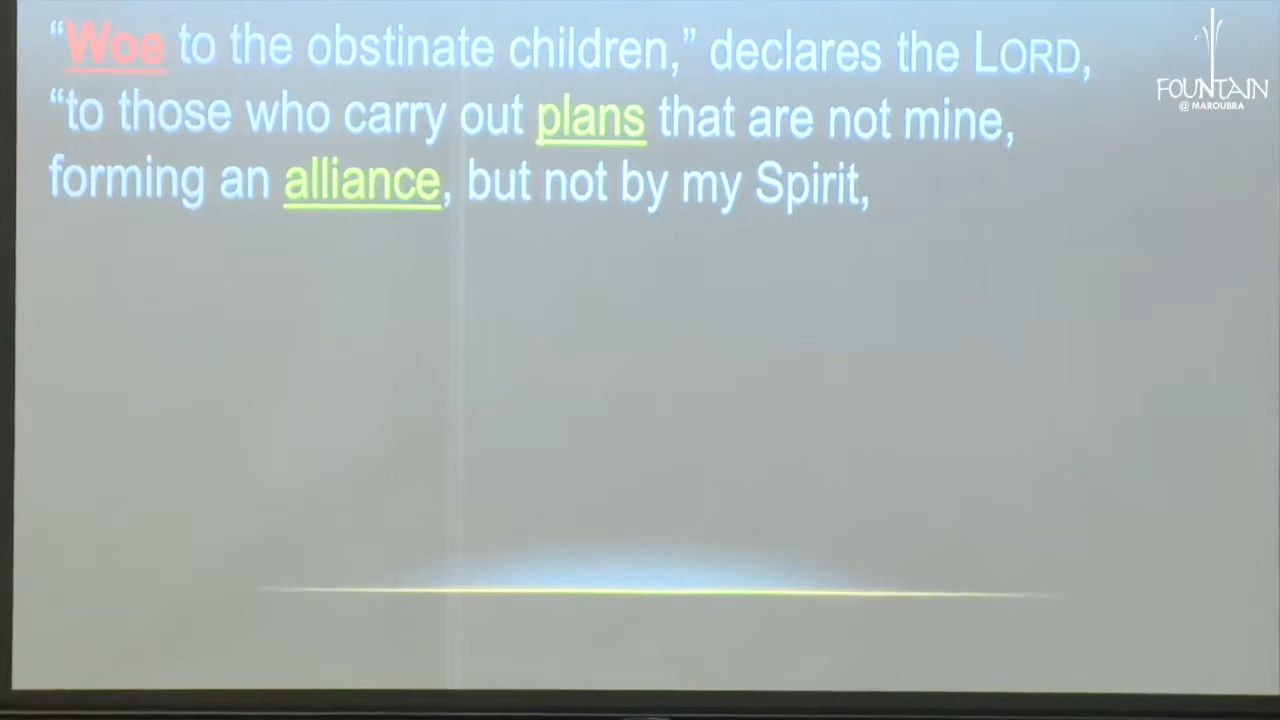 “Woe to the obstinate children,” declares the LORD,
“to those who carry out plans that are not mine,
forming an alliance, but not by my Spirit,
FOUNTAIN
@ MAROUBRA